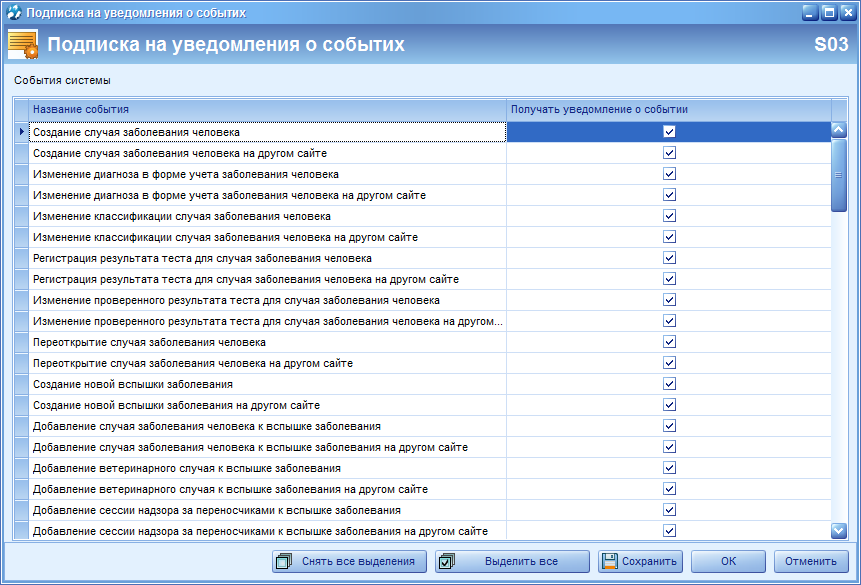 Подписка на уведомления о событиях
Подписка на уведомления о событиях S03
События системы
Название события Получать уведомление о событии
Создание случая заболевания человека
Создание случая заболевания человека на другом сайте
Изменение диагноза в форме учета заболевания человека
Изменение диагноза в форме учета заболевания человека на другом сайте
Изменение классификации случая заболевания человека
Изменение классификации случая заболевания человека на другом сайте
Регистрация результата теста для случая заболевания человека
Регистрация результата теста для случая заболевания человека на другом сайте
Изменение проверенного результата теста для случая заболевания человека
Изменение проверенного результата теста для случая заболевания человека на другом...
Переоткрытие случая заболевания человека
Переоткрытие случая заболевания человека на другом сайте
Создание новой вспышки заболевания
Создание новой вспышки заболевания на другом сайте
Добавление случая заболевания человека к вспышке заболевания
Добавление случая заболевания человека к вспышке заболевания на другом сайте
Добавление ветеринарного случая к вспышке заболевания
Добавление ветеринарного случая к вспышке заболевания на другом сайте
Добавление сессии надзора за переносчиками к вспышке заболевания
Добавление сессии надзора за переносчиками к вспышке заболевания на другом сайте
Снять все выделения Выделить все Сохранить ОК Отменить